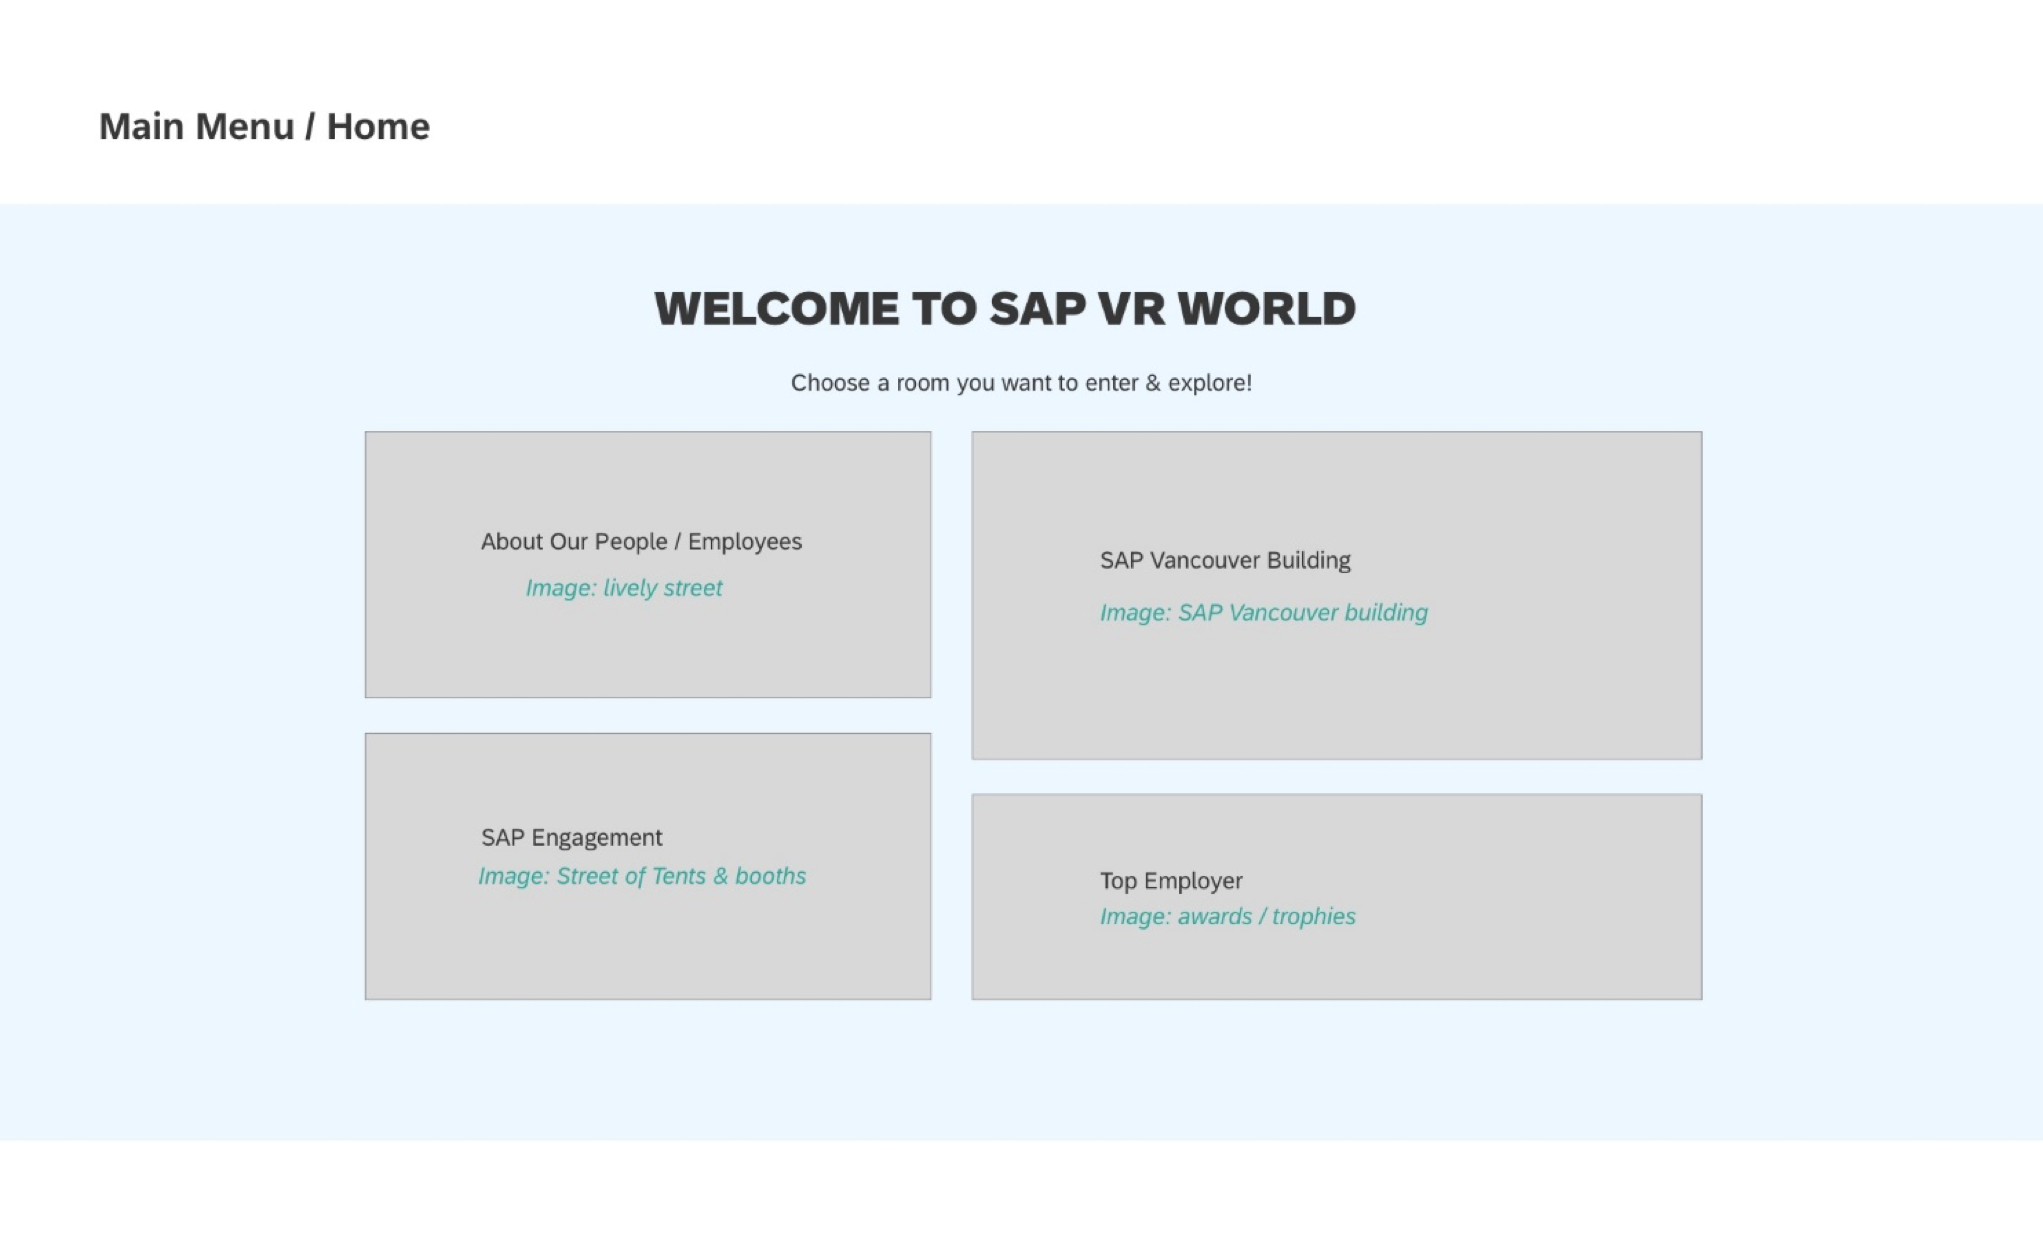 Main Menu / Home
WELCOME TO SAP VR WORLD
Choose a room you want to enter & explore!
About Our People / Employees
Image: lively street
SAP Vancouver Building
Image: SAP Vancouver building
SAP Engagement
Image: Street of Tents & booths
Top Employer
Image: awards / trophies